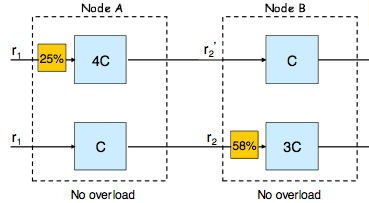 Node A
Node B
r1 25% 4C r2' C
r1 C r2 58% 3C
No overload
No overload